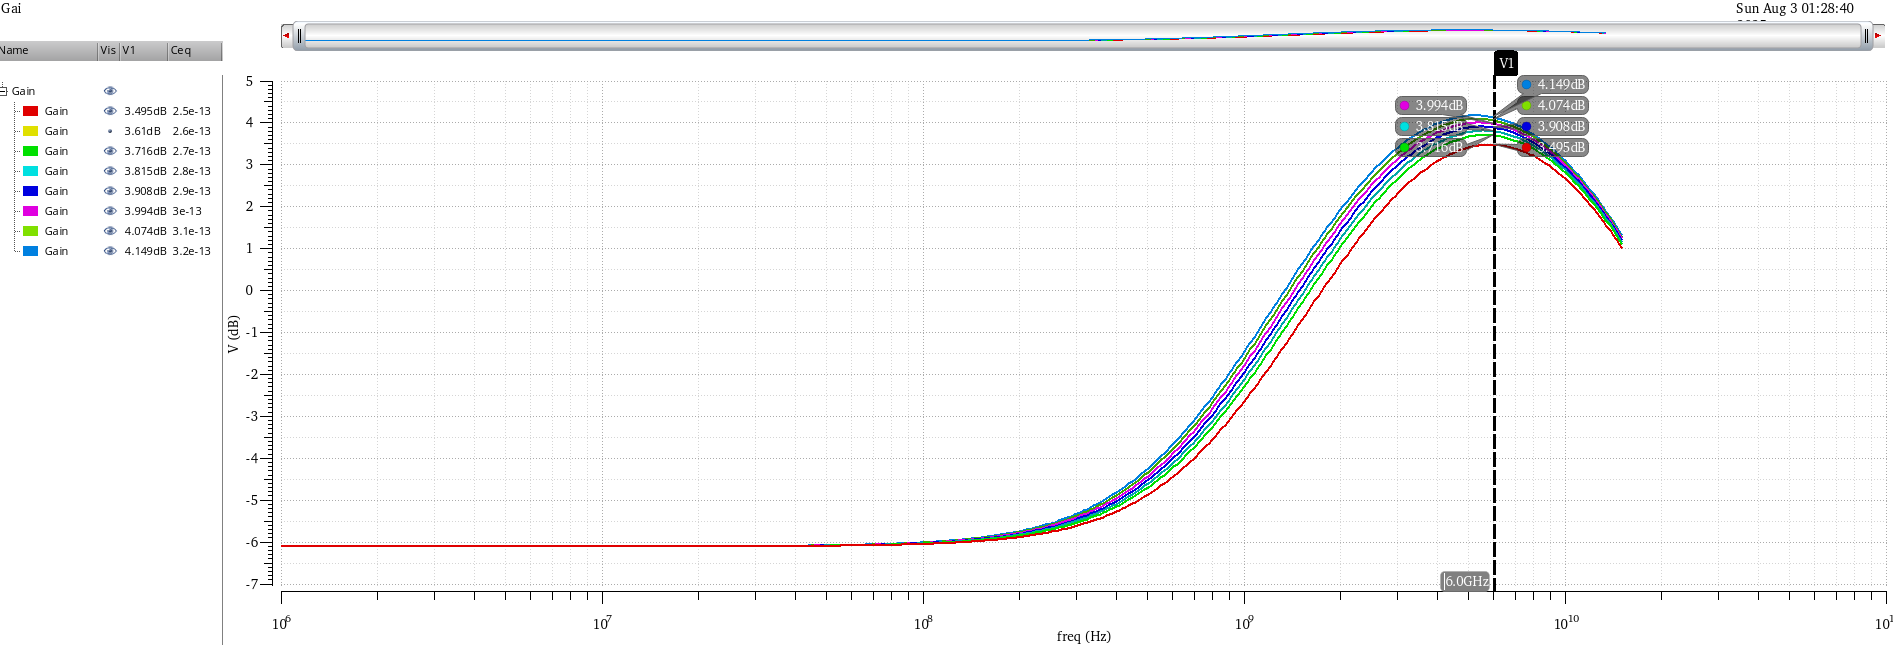 Gai
Sun Aug 3 01:28:40
Name Vis V1 Ceq
Gain
Gain 3.495dB 2.5e-13
Gain 3.61dB 2.6e-13
Gain 3.716dB 2.7e-13
Gain 3.815dB 2.8e-13
Gain 3.908dB 2.9e-13
Gain 3.994dB 3e-13
Gain 4.074dB 3.1e-13
Gain 4.149dB 3.2e-13
V1
4.149dB
3.994dB 4.074dB
3.815dB 3.908dB
3.716dB 3.495dB
5
4
3
2
1
0
-1
-2
-3
-4
-5
-6
-7
V (dB)
6.0GHz
10⁶ 10⁷ 10⁸ 10⁹ 10¹⁰ 10¹
freq (Hz)